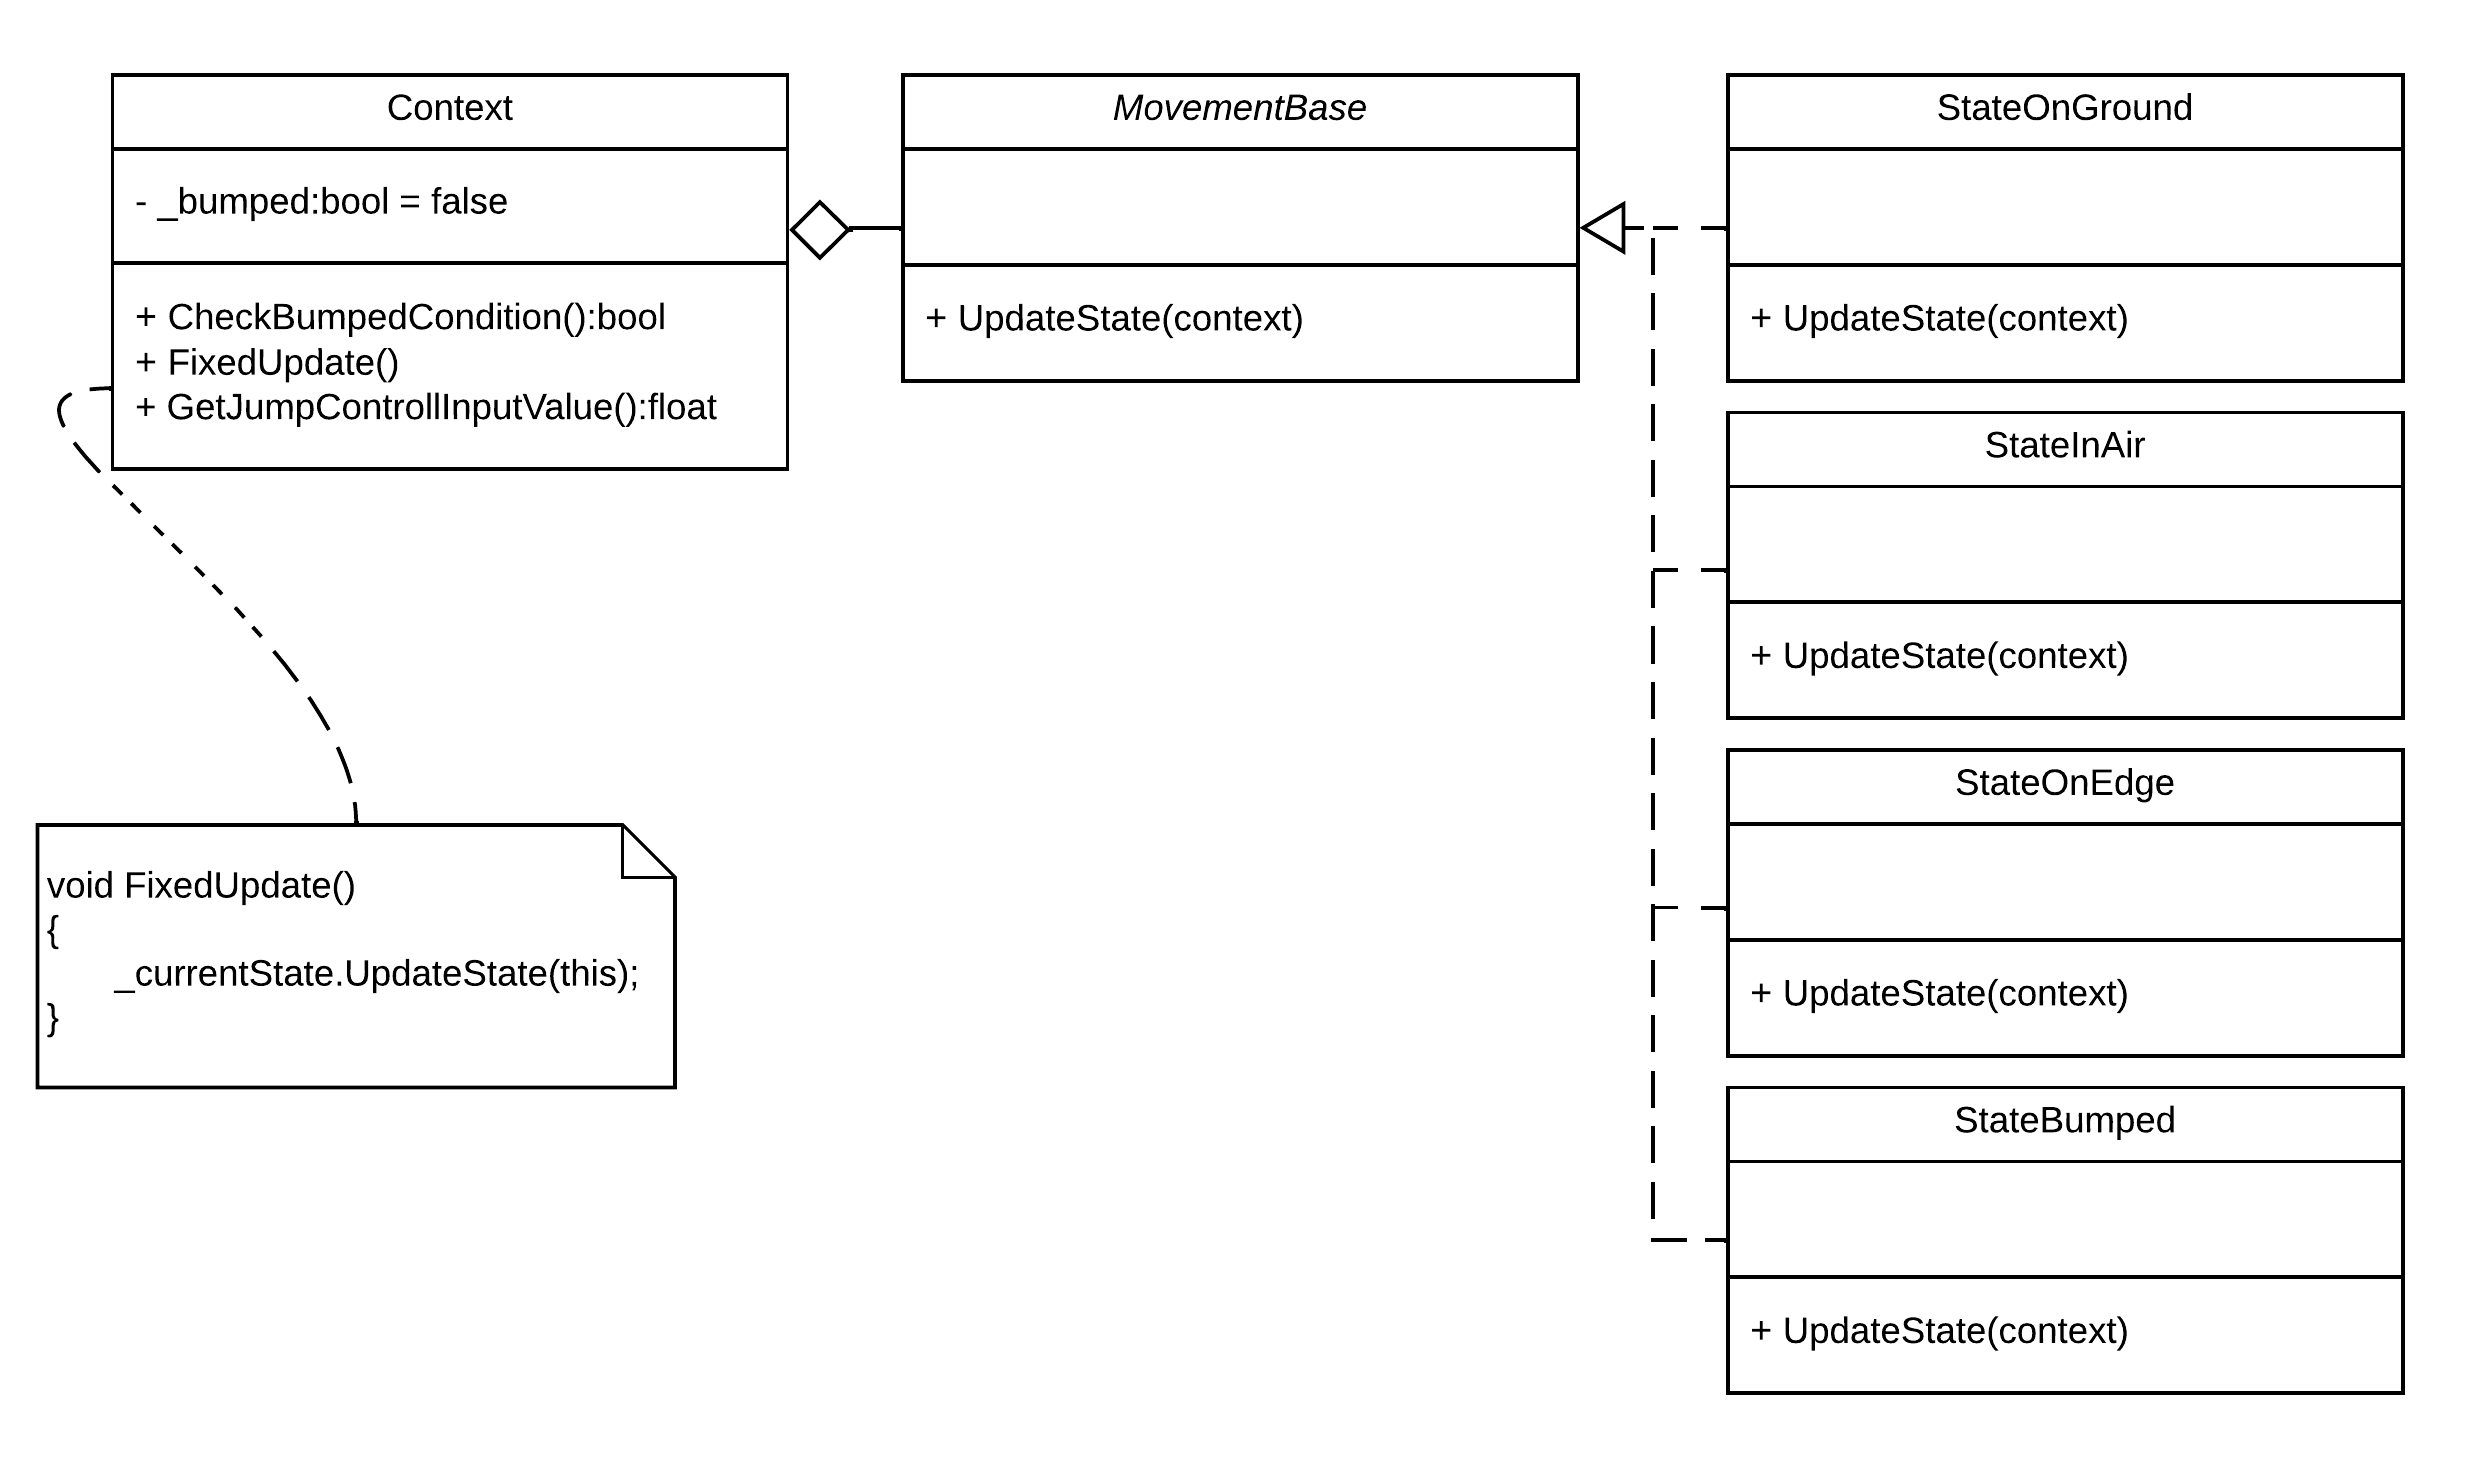 Context
- _bumped:bool = false
+ CheckBumpedCondition():bool
+ FixedUpdate()
+ GetJumpControllInputValue():float
MovementBase
+ UpdateState(context)
StateOnGround
+ UpdateState(context)
StateInAir
+ UpdateState(context)
StateOnEdge
+ UpdateState(context)
StateBumped
+ UpdateState(context)
void FixedUpdate()
{
_currentState.UpdateState(this);
}